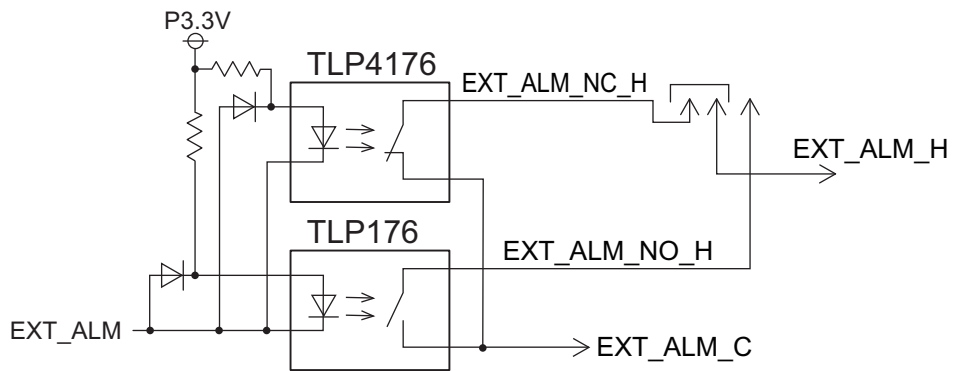 P3.3V
TLP4176
EXT_ALM_NC_H
EXT_ALM_H
TLP176
EXT_ALM_NO_H
EXT_ALM
EXT_ALM_C